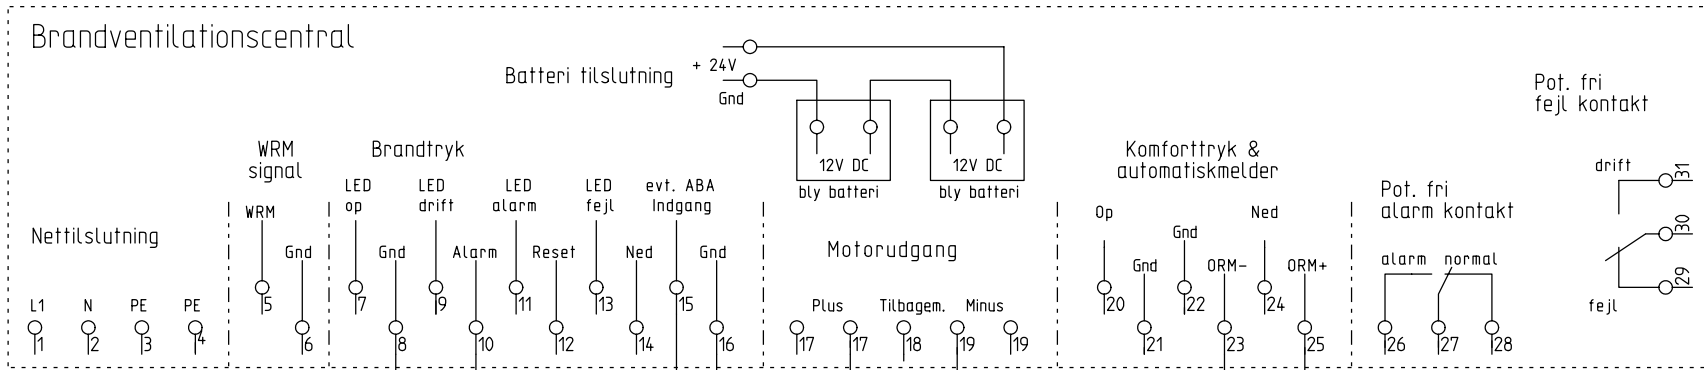 Brandventilationscentral
Batteri tilslutning
+ 24V
Gnd
12V DC
12V DC
bly batteri
bly batteri
Pot. fri
fejl kontakt
drift
31
30
29
fejl
Nettilslutning
L1 N PE PE
1 2 3 4
WRM
signal
WRM
Gnd
5
6
Brandtryk
LED
op
LED
drift
LED
alarm
LED
fejl
evt. ABA
Indgang
Gnd Alarm Reset Ned Gnd
7 9 11 13 15
8 10 12 14 16
Motorudgang
Plus Tilbagem. Minus
17 17 18 19 19
Komforttryk &
automatiskmelder
Op Gnd Ned
Gnd ORM- ORM+
20 22 24
21 23 25
Pot. fri
alarm kontakt
alarm normal
26 27 28